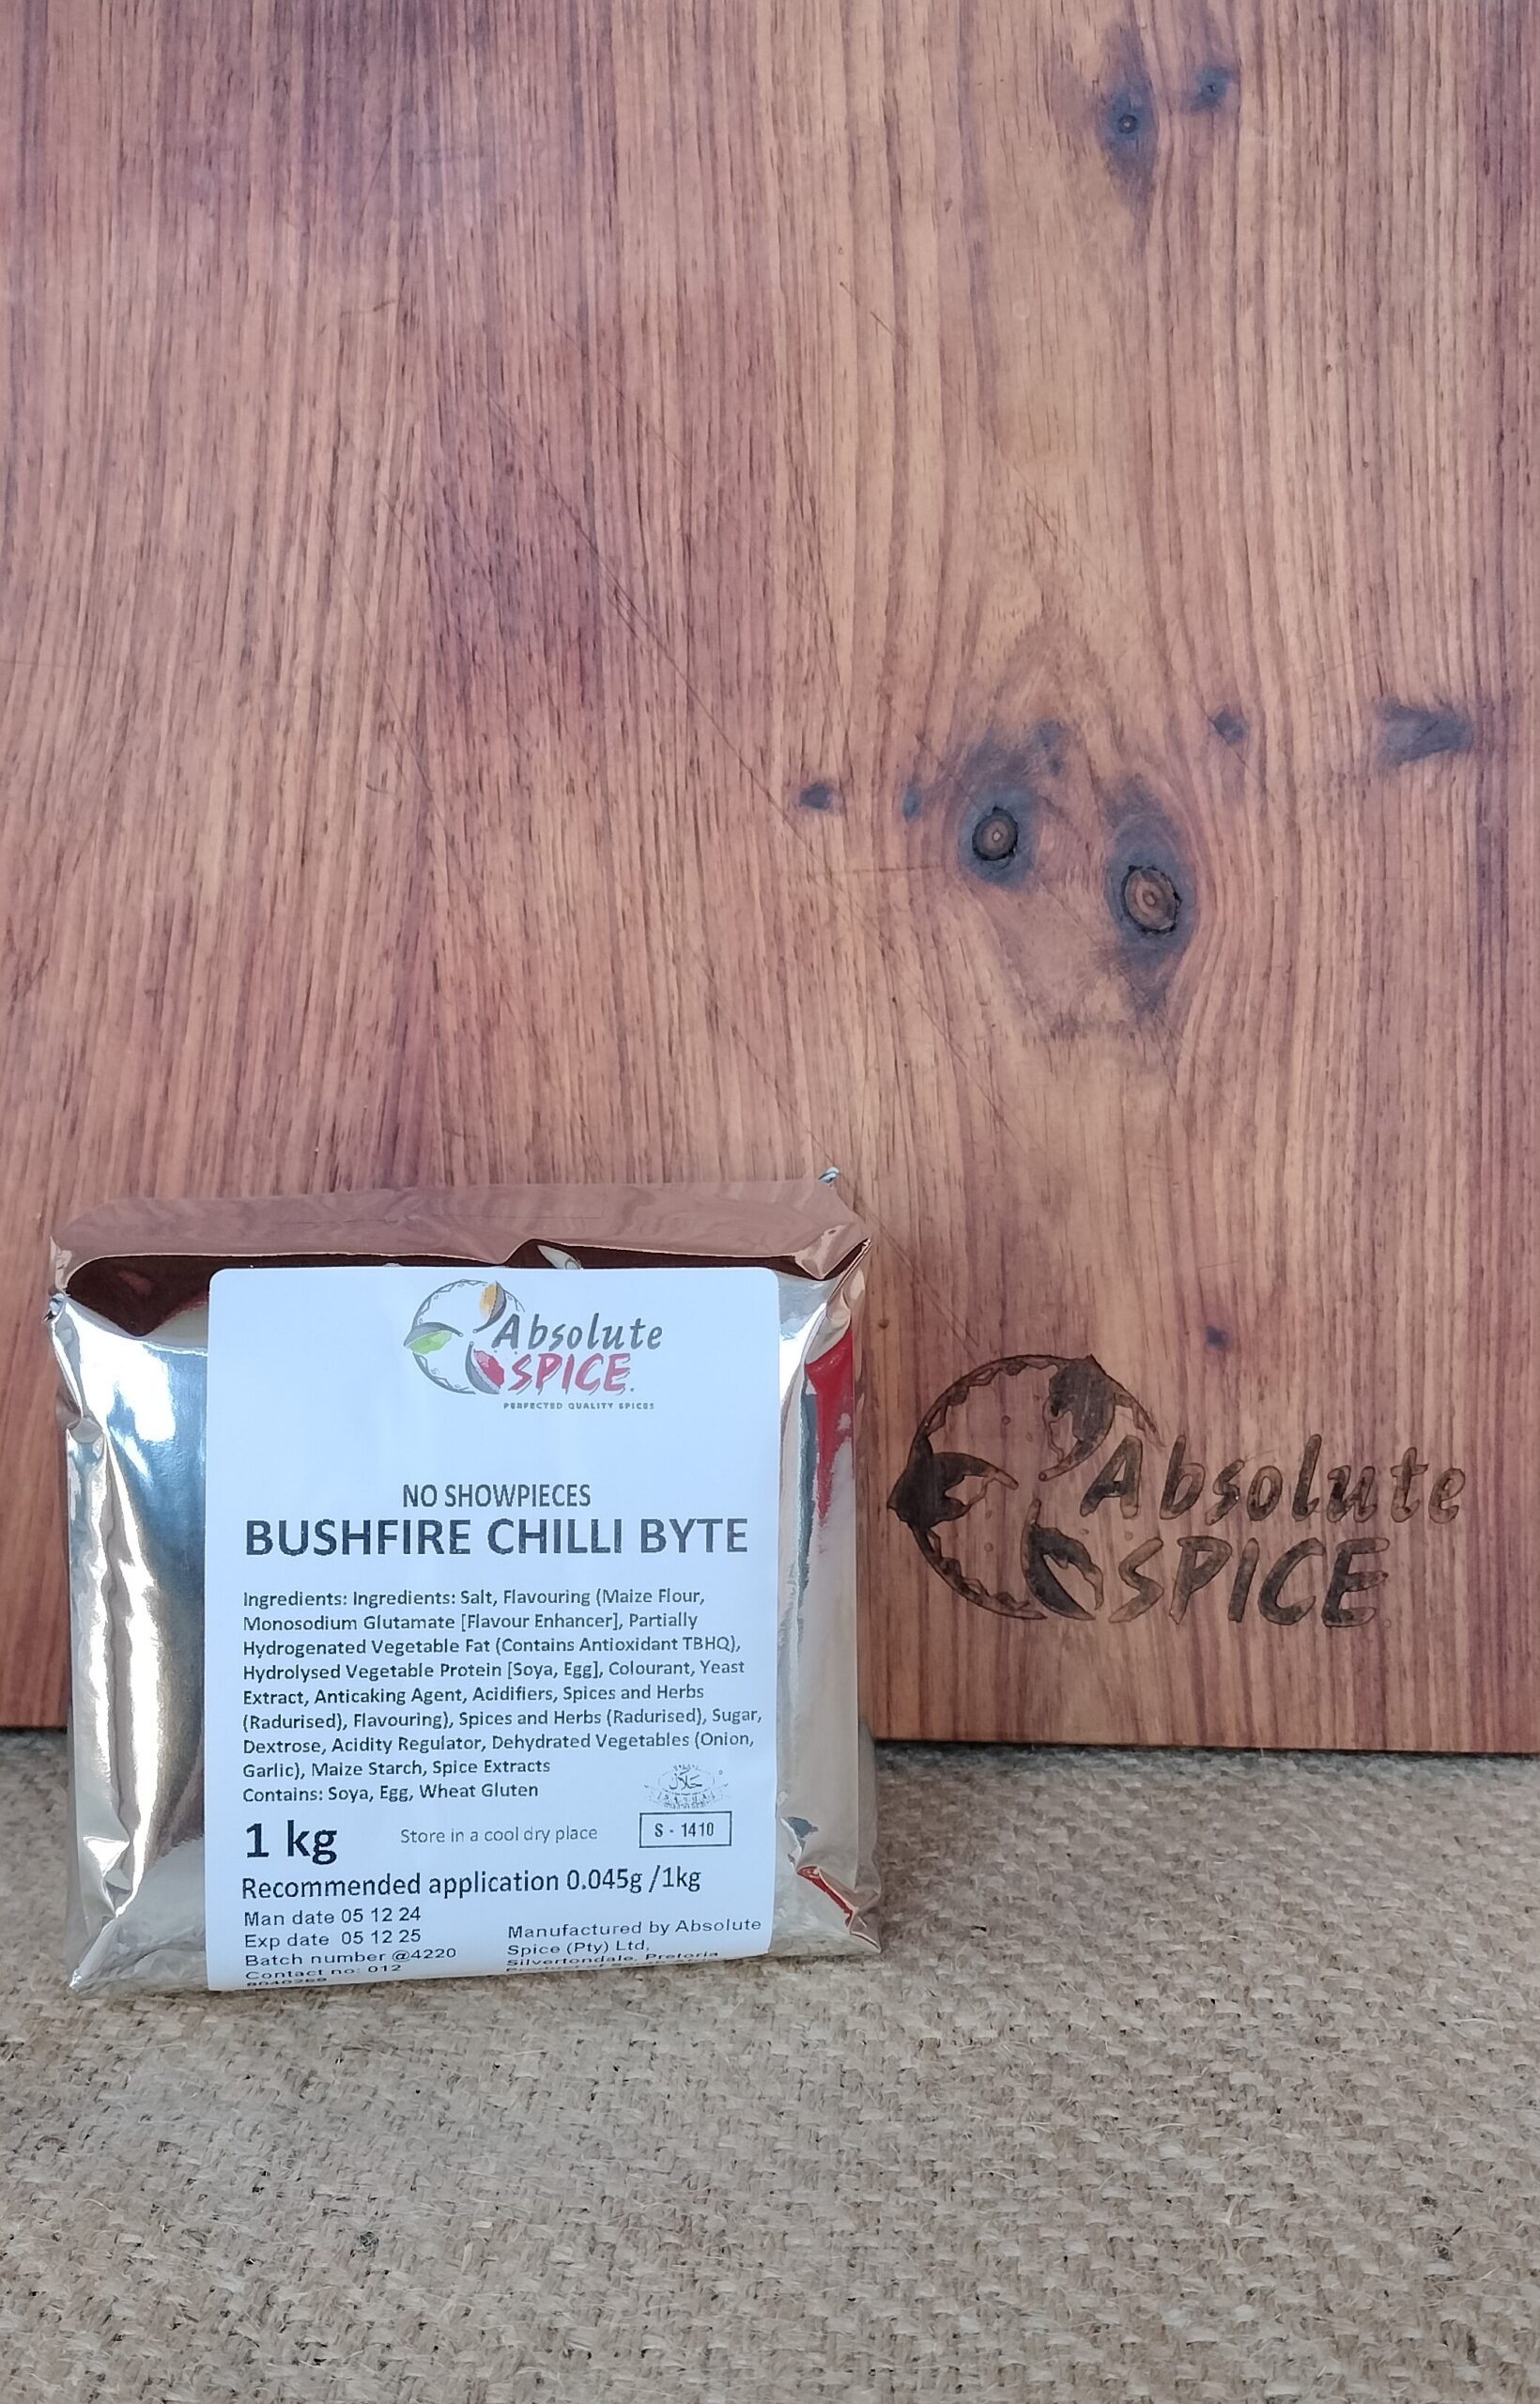 Absolute
SPICE.
PERFECTED QUALITY SPICES
NO SHOWPIECES
BUSHFIRE CHILLI BYTE
Ingredients: Ingredients: Salt, Flavouring (Maize Flour,
Monosodium Glutamate [Flavour Enhancer], Partially
Hydrogenated Vegetable Fat (Contains Antioxidant TBHQ),
Hydrolysed Vegetable Protein [Soya, Egg], Colourant, Yeast
Extract, Anticaking Agent, Acidifiers, Spices and Herbs
(Radurised), Flavouring), Spices and Herbs (Radurised), Sugar,
Dextrose, Acidity Regulator, Dehydrated Vegetables (Onion,
Garlic), Maize Starch, Spice Extracts
Contains: Soya, Egg, Wheat Gluten
حلال
1 kg
Store in a cool dry place
S - 1410
Recommended application 0.045g /1kg
Man date 05 12 24
Exp date 05 12 25
Batch number @4220
Contact no: 012
Manufactured by Absolute
Spice (Pty) Ltd,
Silvertondale, Pretoria
Absolute
SPICE